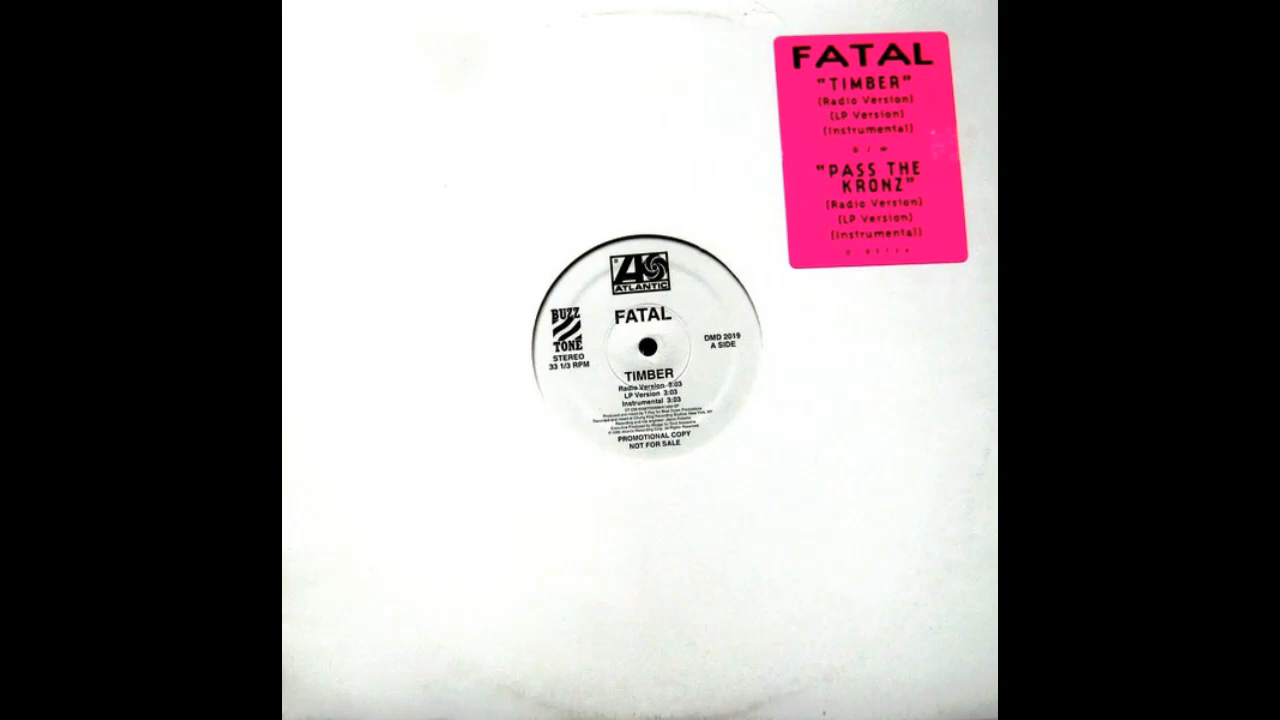 FATAL
"TIMBER"
(Radio Version)
(LP Version)
(Instrumental)
"PASS THE
KRONZ"
(Radio Version)
(LP Version)
(Instrumental)
ATLANTIC
BUZZ
TONE
STEREO
33 1/3 RPM
FATAL
DMD 2019
A SIDE
TIMBER
Radio Version 3:03
LP Version 3:03
Instrumental 3:03
PROMOTIONAL COPY
NOT FOR SALE